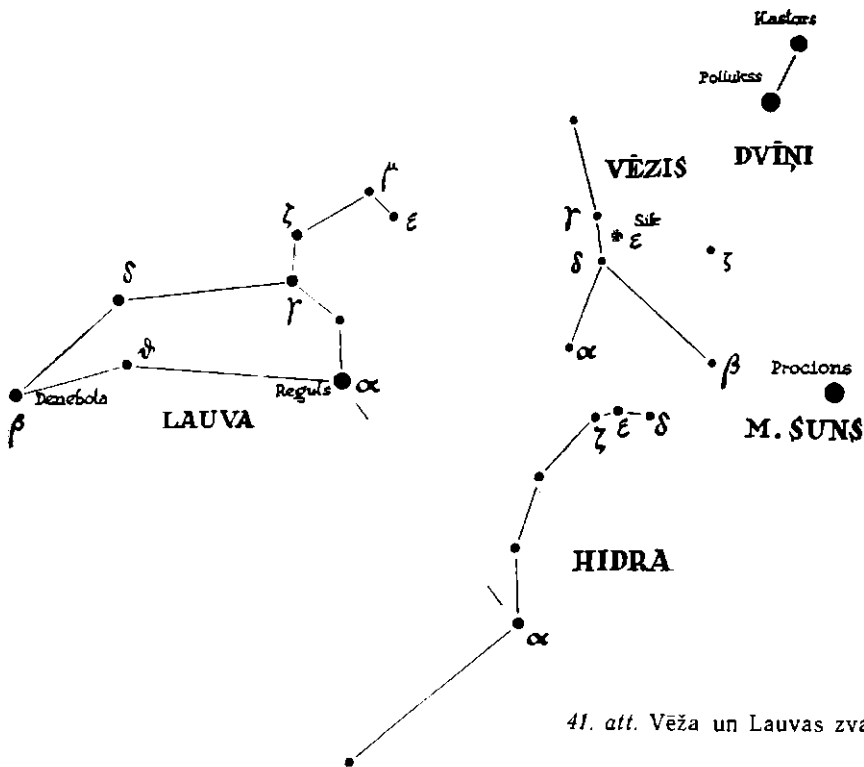 Kastors
Pollukss
DVĪŅI
VĒZIS
γ
Sile
ε
δ
ζ
α
β
Procions
M. SUNS
μ
ζ
ε
δ
γ
ϑ
Reguls α
β Denebola
LAUVA
ζ ε δ
HIDRA
α
41. att. Vēža un Lauvas zva